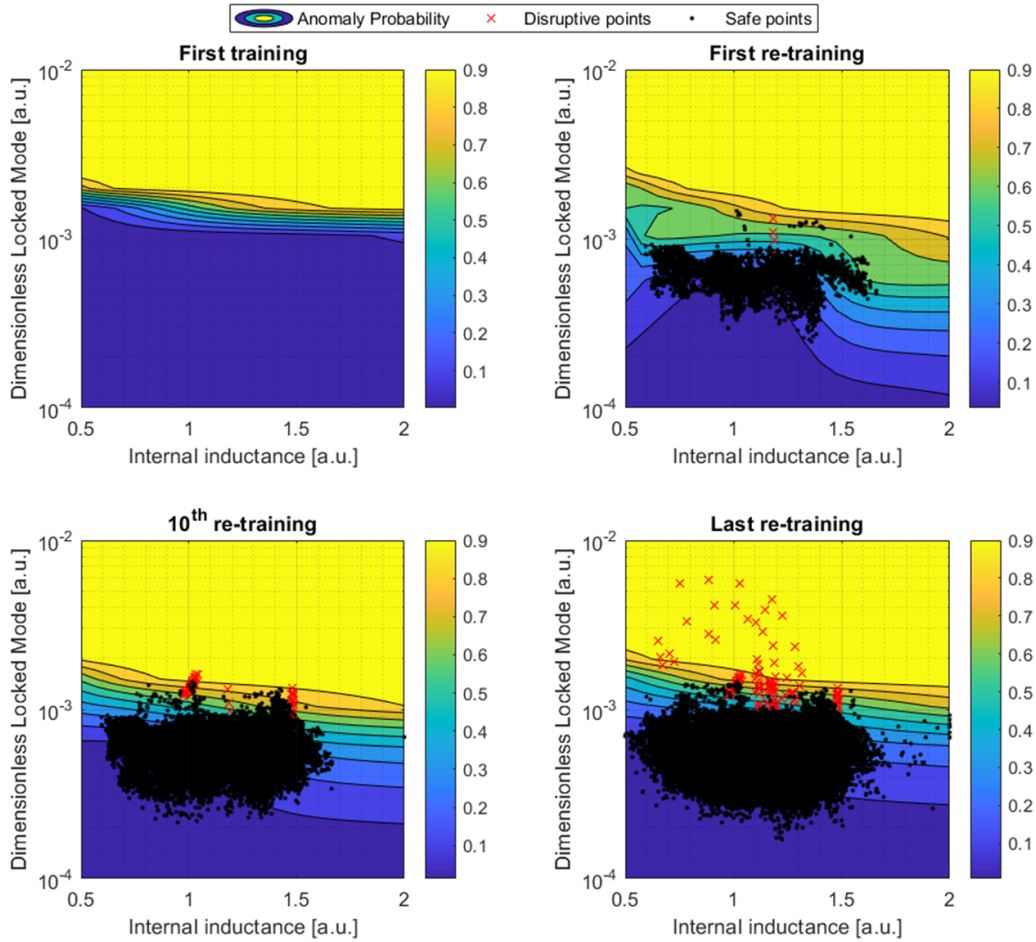 Anomaly Probability Disruptive points Safe points
First training
Dimensionless Locked Mode [a.u.]
10-2
10-3
10-4
0.5 1 1.5 2
Internal inductance [a.u.]
0.9
0.8
0.7
0.6
0.5
0.4
0.3
0.2
0.1
First re-training
Dimensionless Locked Mode [a.u.]
10-2
10-3
10-4
0.5 1 1.5 2
Internal inductance [a.u.]
0.9
0.8
0.7
0.6
0.5
0.4
0.3
0.2
0.1
10th re-training
Dimensionless Locked Mode [a.u.]
10-2
10-3
10-4
0.5 1 1.5 2
Internal inductance [a.u.]
0.9
0.8
0.7
0.6
0.5
0.4
0.3
0.2
0.1
Last re-training
Dimensionless Locked Mode [a.u.]
10-2
10-3
10-4
0.5 1 1.5 2
Internal inductance [a.u.]
0.9
0.8
0.7
0.6
0.5
0.4
0.3
0.2
0.1